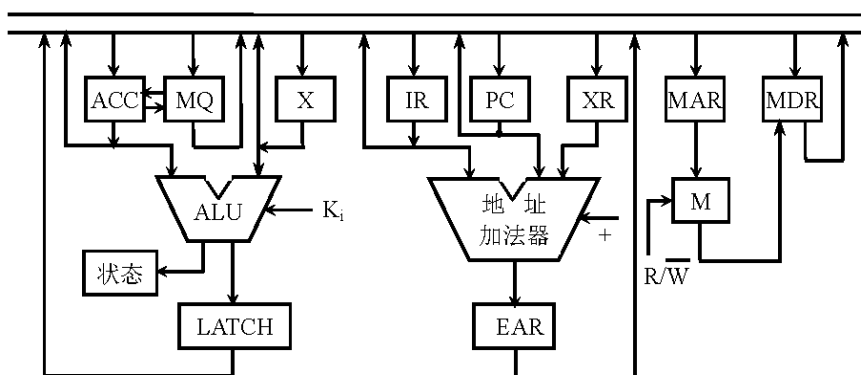 ACC
MQ
X
IR
PC
XR
MAR
MDR
ALU
Kᵢ
地 址
加法器
+
M
R/W̅
状态
LATCH
EAR